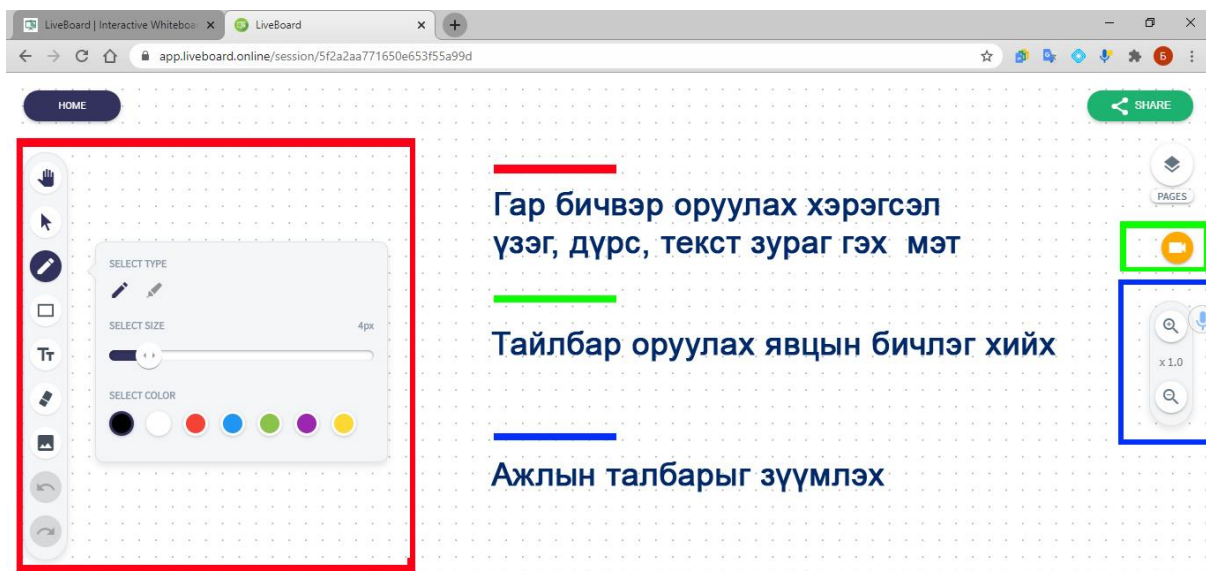 LiveBoard | Interactive Whiteboar
LiveBoard
app.liveboard.online/session/5f2a2aa771650e653f55a99d
Б
HOME
SHARE
PAGES
SELECT TYPE
SELECT SIZE 4px
SELECT COLOR
Tт
Гар бичвэр оруулах хэрэгсэл
үзэг, дүрс, текст зураг гэх мэт
Тайлбар оруулах явцын бичлэг хийх
Ажлын талбарыг зүүмлэх
x 1.0